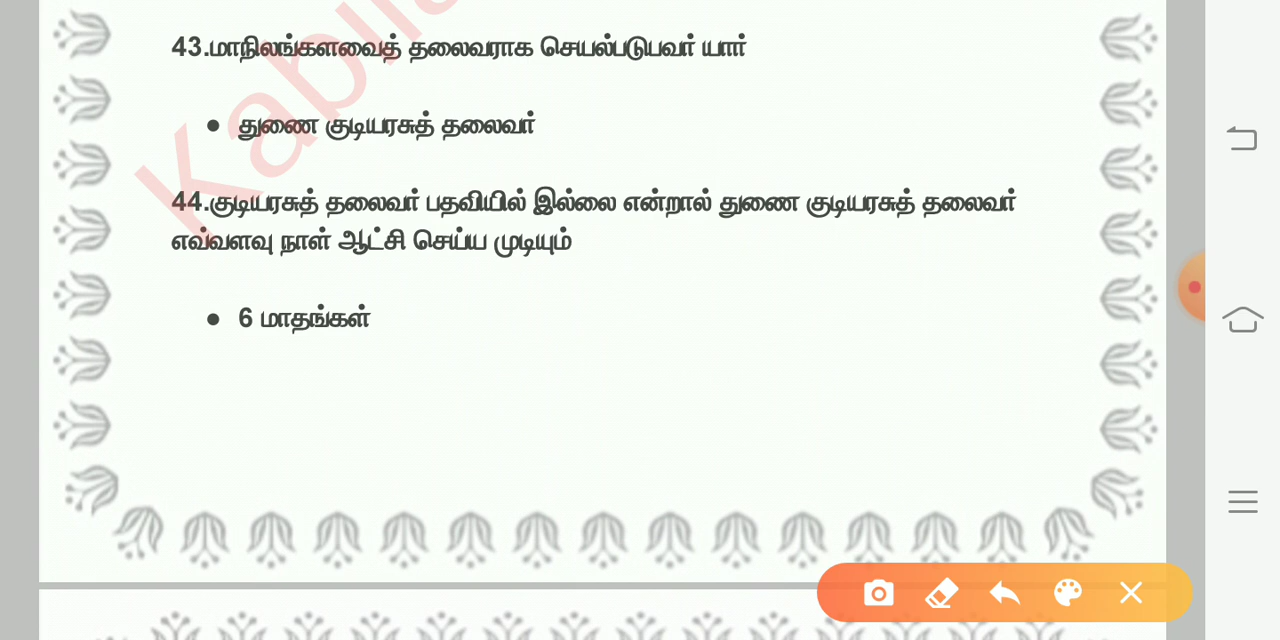 43.மாநிலங்களவைத் தலைவராக செயல்படுபவர் யார்
● துணை குடியரசுத் தலைவர்
44.குடியரசுத் தலைவர் பதவியில் இல்லை என்றால் துணை குடியரசுத் தலைவர்
எவ்வளவு நாள் ஆட்சி செய்ய முடியும்
● 6 மாதங்கள்